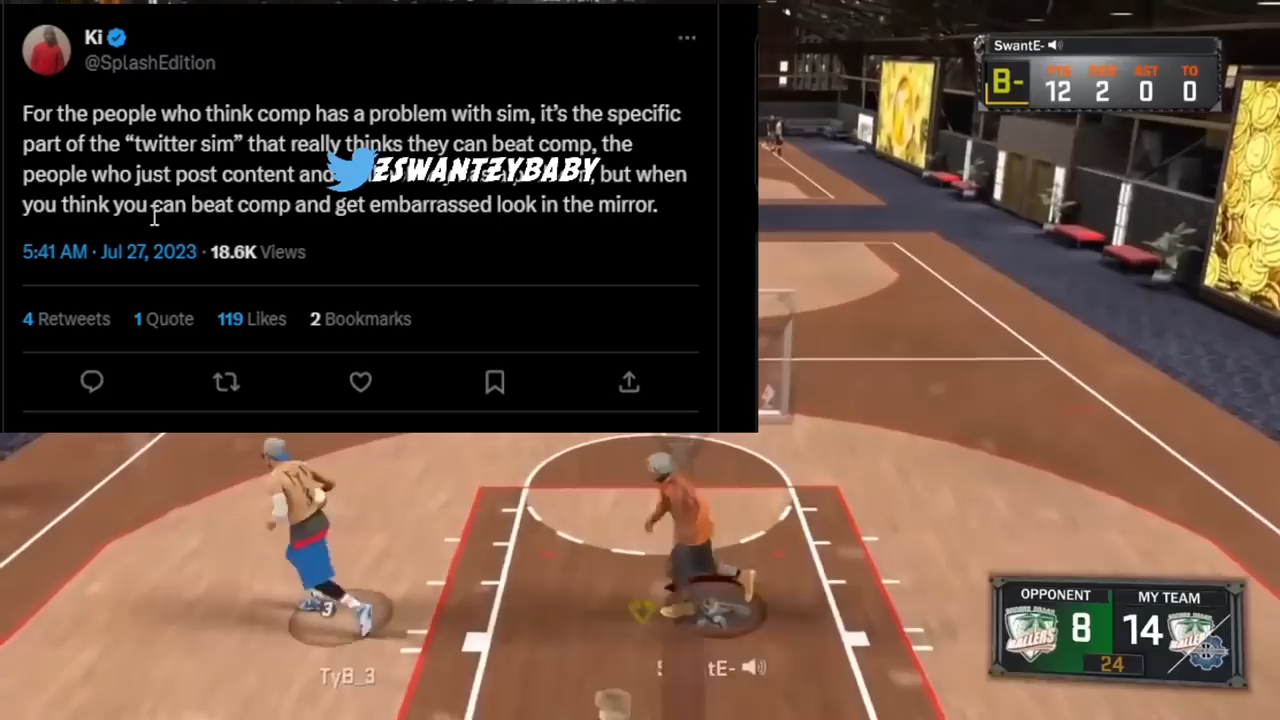 Ki
@SplashEdition
For the people who think comp has a problem with sim, it’s the specific
part of the “twitter sim” that really thinks they can beat comp, the
people who just post content and but when
ZSWANTZYBABY
you think you can beat comp and get embarrassed look in the mirror.
5:41 AM · Jul 27, 2023 · 18.6K Views
4 Retweets 1 Quote 119 Likes 2 Bookmarks
SwantE-
B- PTS REB AST TO
12 2 0 0
OPPONENT MY TEAM
8 14
24
3
TyB_3
tE-